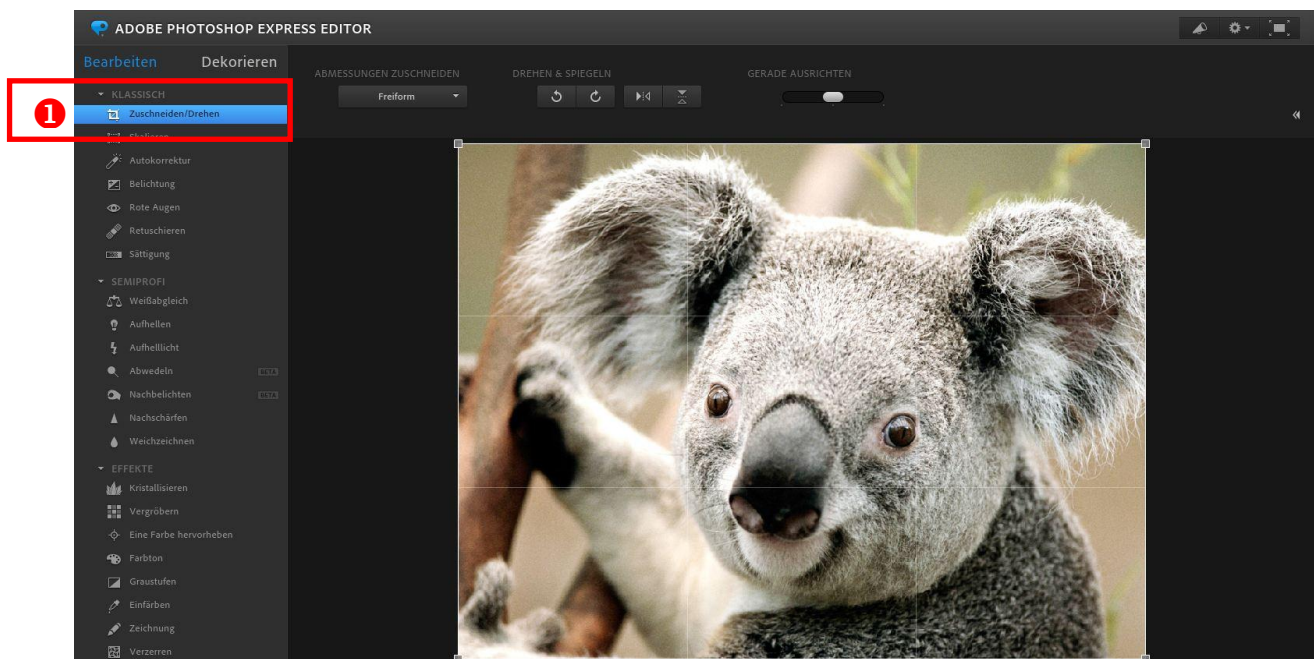 ADOBE PHOTOSHOP EXPRESS EDITOR
Bearbeiten Dekorieren
ABMESSUNGEN ZUSCHNEIDEN DREHEN & SPIEGELN GERADE AUSRICHTEN
Freiform
1
KLASSISCH
Zuschneiden/Drehen
Skalieren
Autokorrektur
Belichtung
Rote Augen
Retuschieren
Sättigung
SEMIPROFI
Weißabgleich
Aufhellen
Aufhelllicht
Abwedeln BETA
Nachbelichten BETA
Nachschärfen
Weichzeichnen
EFFEKTE
Kristallisieren
Vergröbern
Eine Farbe hervorheben
Farbton
Graustufen
Einfärben
Zeichnung
Verzerren